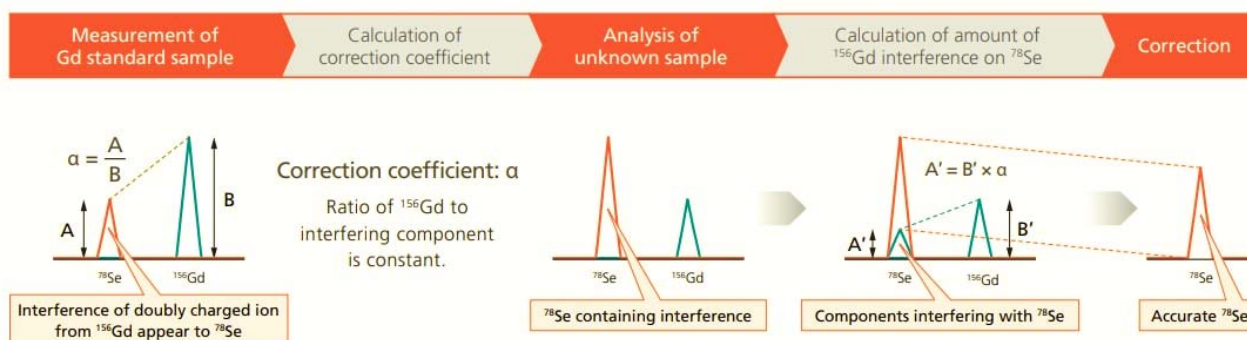 Measurement of
Gd standard sample
Calculation of
correction coefficient
Analysis of
unknown sample
Calculation of amount of
¹⁵⁶Gd interference on ⁷⁸Se
Correction
α = A/B
A
B
⁷⁸Se
¹⁵⁶Gd
Interference of doubly charged ion
from ¹⁵⁶Gd appear to ⁷⁸Se
Correction coefficient: α
Ratio of ¹⁵⁶Gd to
interfering component
is constant.
⁷⁸Se
¹⁵⁶Gd
⁷⁸Se containing interference
A′ = B′ × α
A′
B′
⁷⁸Se
¹⁵⁶Gd
Components interfering with ⁷⁸Se
⁷⁸Se
Accurate ⁷⁸Se